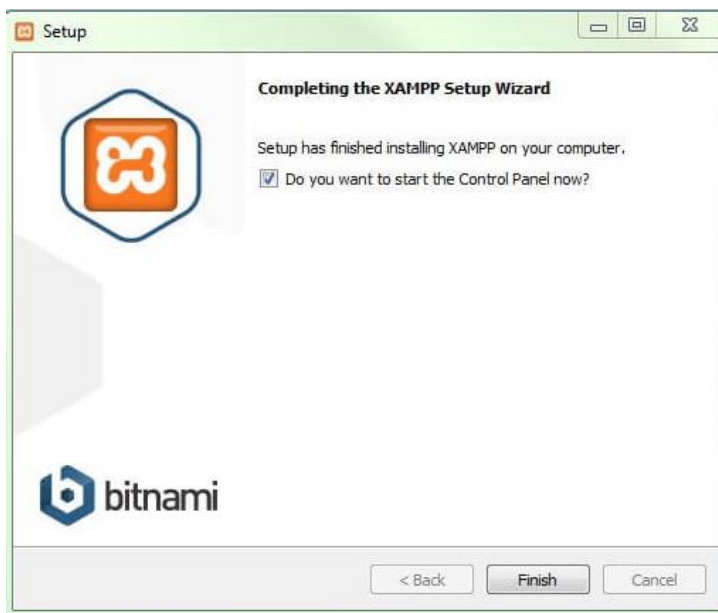 Setup
Completing the XAMPP Setup Wizard
Setup has finished installing XAMPP on your computer.
Do you want to start the Control Panel now?
bitnami
< Back
Finish
Cancel